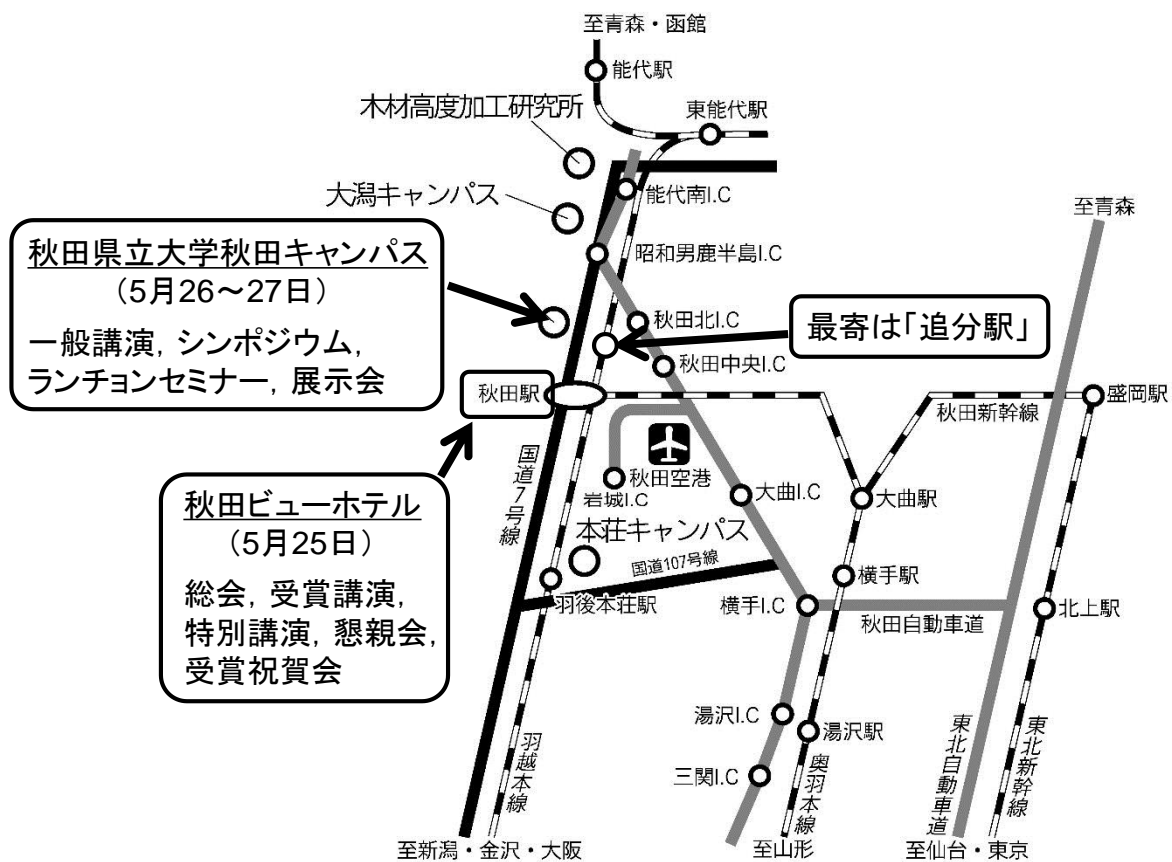 至青森・函館
能代駅
木材高度加工研究所
東能代駅
大潟キャンパス
能代南I.C
至青森
秋田県立大学秋田キャンパス
（5月26～27日）
一般講演，シンポジウム，
ランチョンセミナー，展示会
昭和男鹿半島I.C
秋田北I.C
最寄は「追分駅」
秋田中央I.C
秋田駅
秋田新幹線
盛岡駅
国道7号線
秋田空港
岩城I.C
大曲I.C
大曲駅
秋田ビューホテル
（5月25日）
総会，受賞講演，
特別講演，懇親会，
受賞祝賀会
本荘キャンパス
国道107号線
羽後本荘駅
横手駅
横手I.C
秋田自動車道
北上駅
湯沢I.C
湯沢駅
三関I.C
羽越本線
奥羽本線
東北自動車道
東北新幹線
至新潟・金沢・大阪
至山形
至仙台・東京